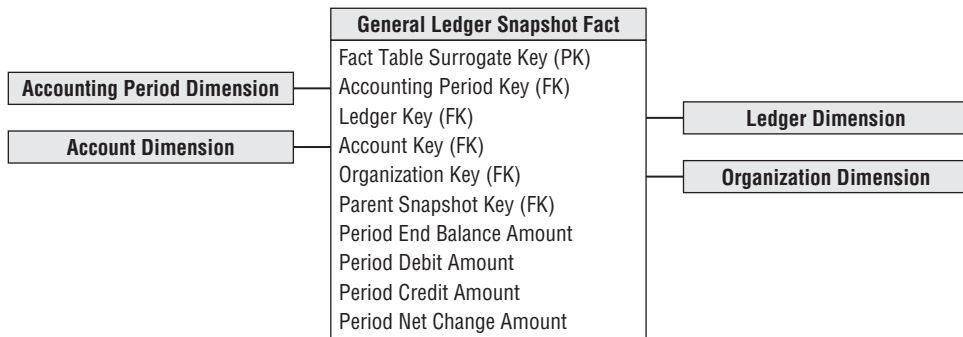 General Ledger Snapshot Fact
Fact Table Surrogate Key (PK)
Accounting Period Key (FK)
Ledger Key (FK)
Account Key (FK)
Organization Key (FK)
Parent Snapshot Key (FK)
Period End Balance Amount
Period Debit Amount
Period Credit Amount
Period Net Change Amount
Accounting Period Dimension
Account Dimension
Ledger Dimension
Organization Dimension